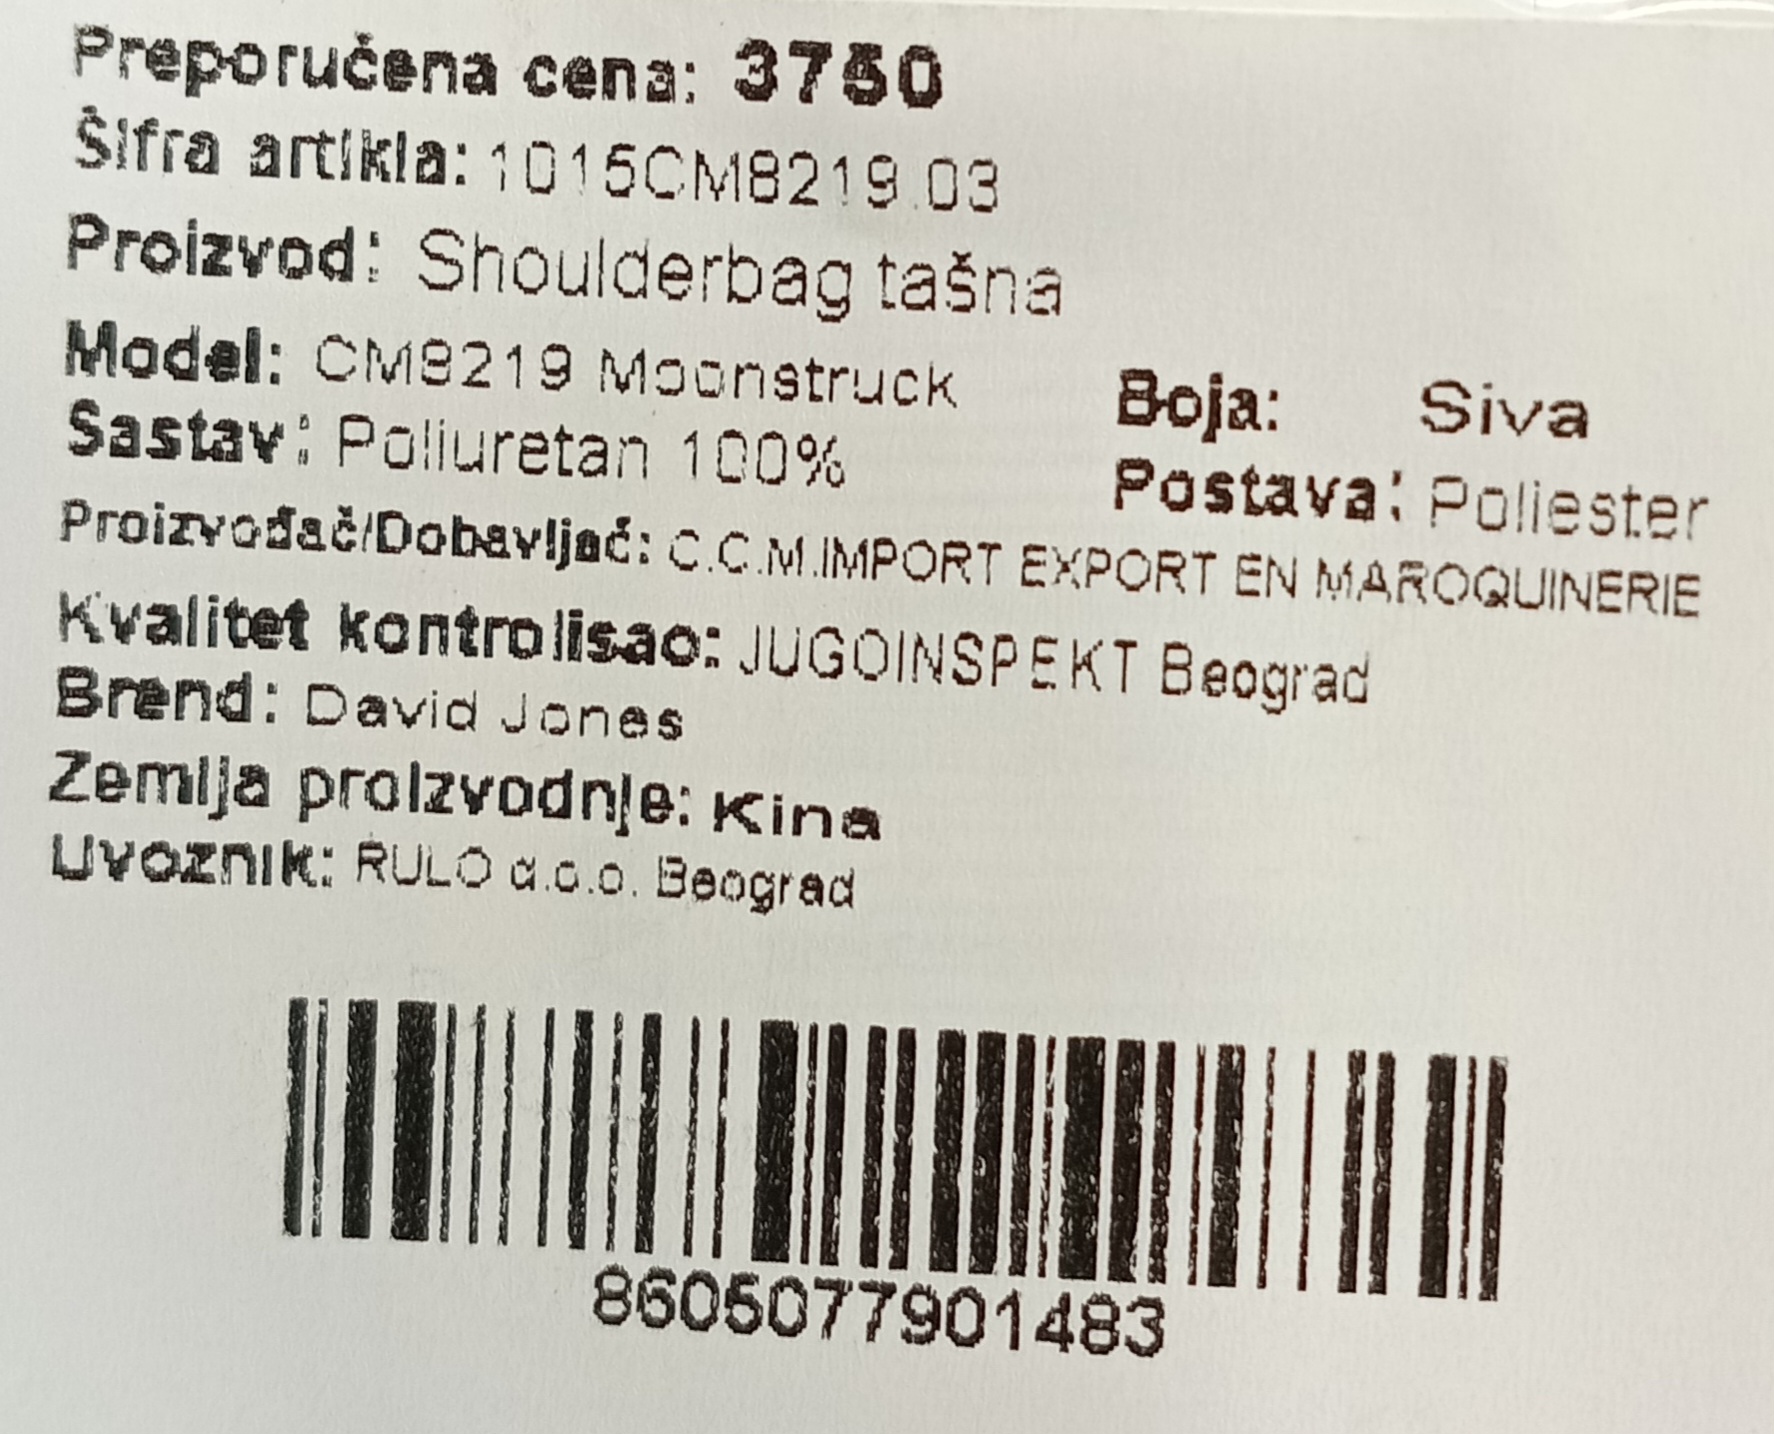 Preporučena cena: 3750
Šifra artikla: 1015CM8219.03
Proizvod: Shoulderbag tašna
Model: CM8219 Moonstruck Boja: Siva
Sastav: Poliuretan 100% Postava: Poliester
Proizvođač/Dobavljač: C.C.M.IMPORT EXPORT EN MAROQUINERIE
Kvalitet kontrolisao: JUGOINSPEKT Beograd
Brend: David Jones
Zemlja proizvodnje: Kina
Uvoznik: RULO d.o.o. Beograd
8605077901483